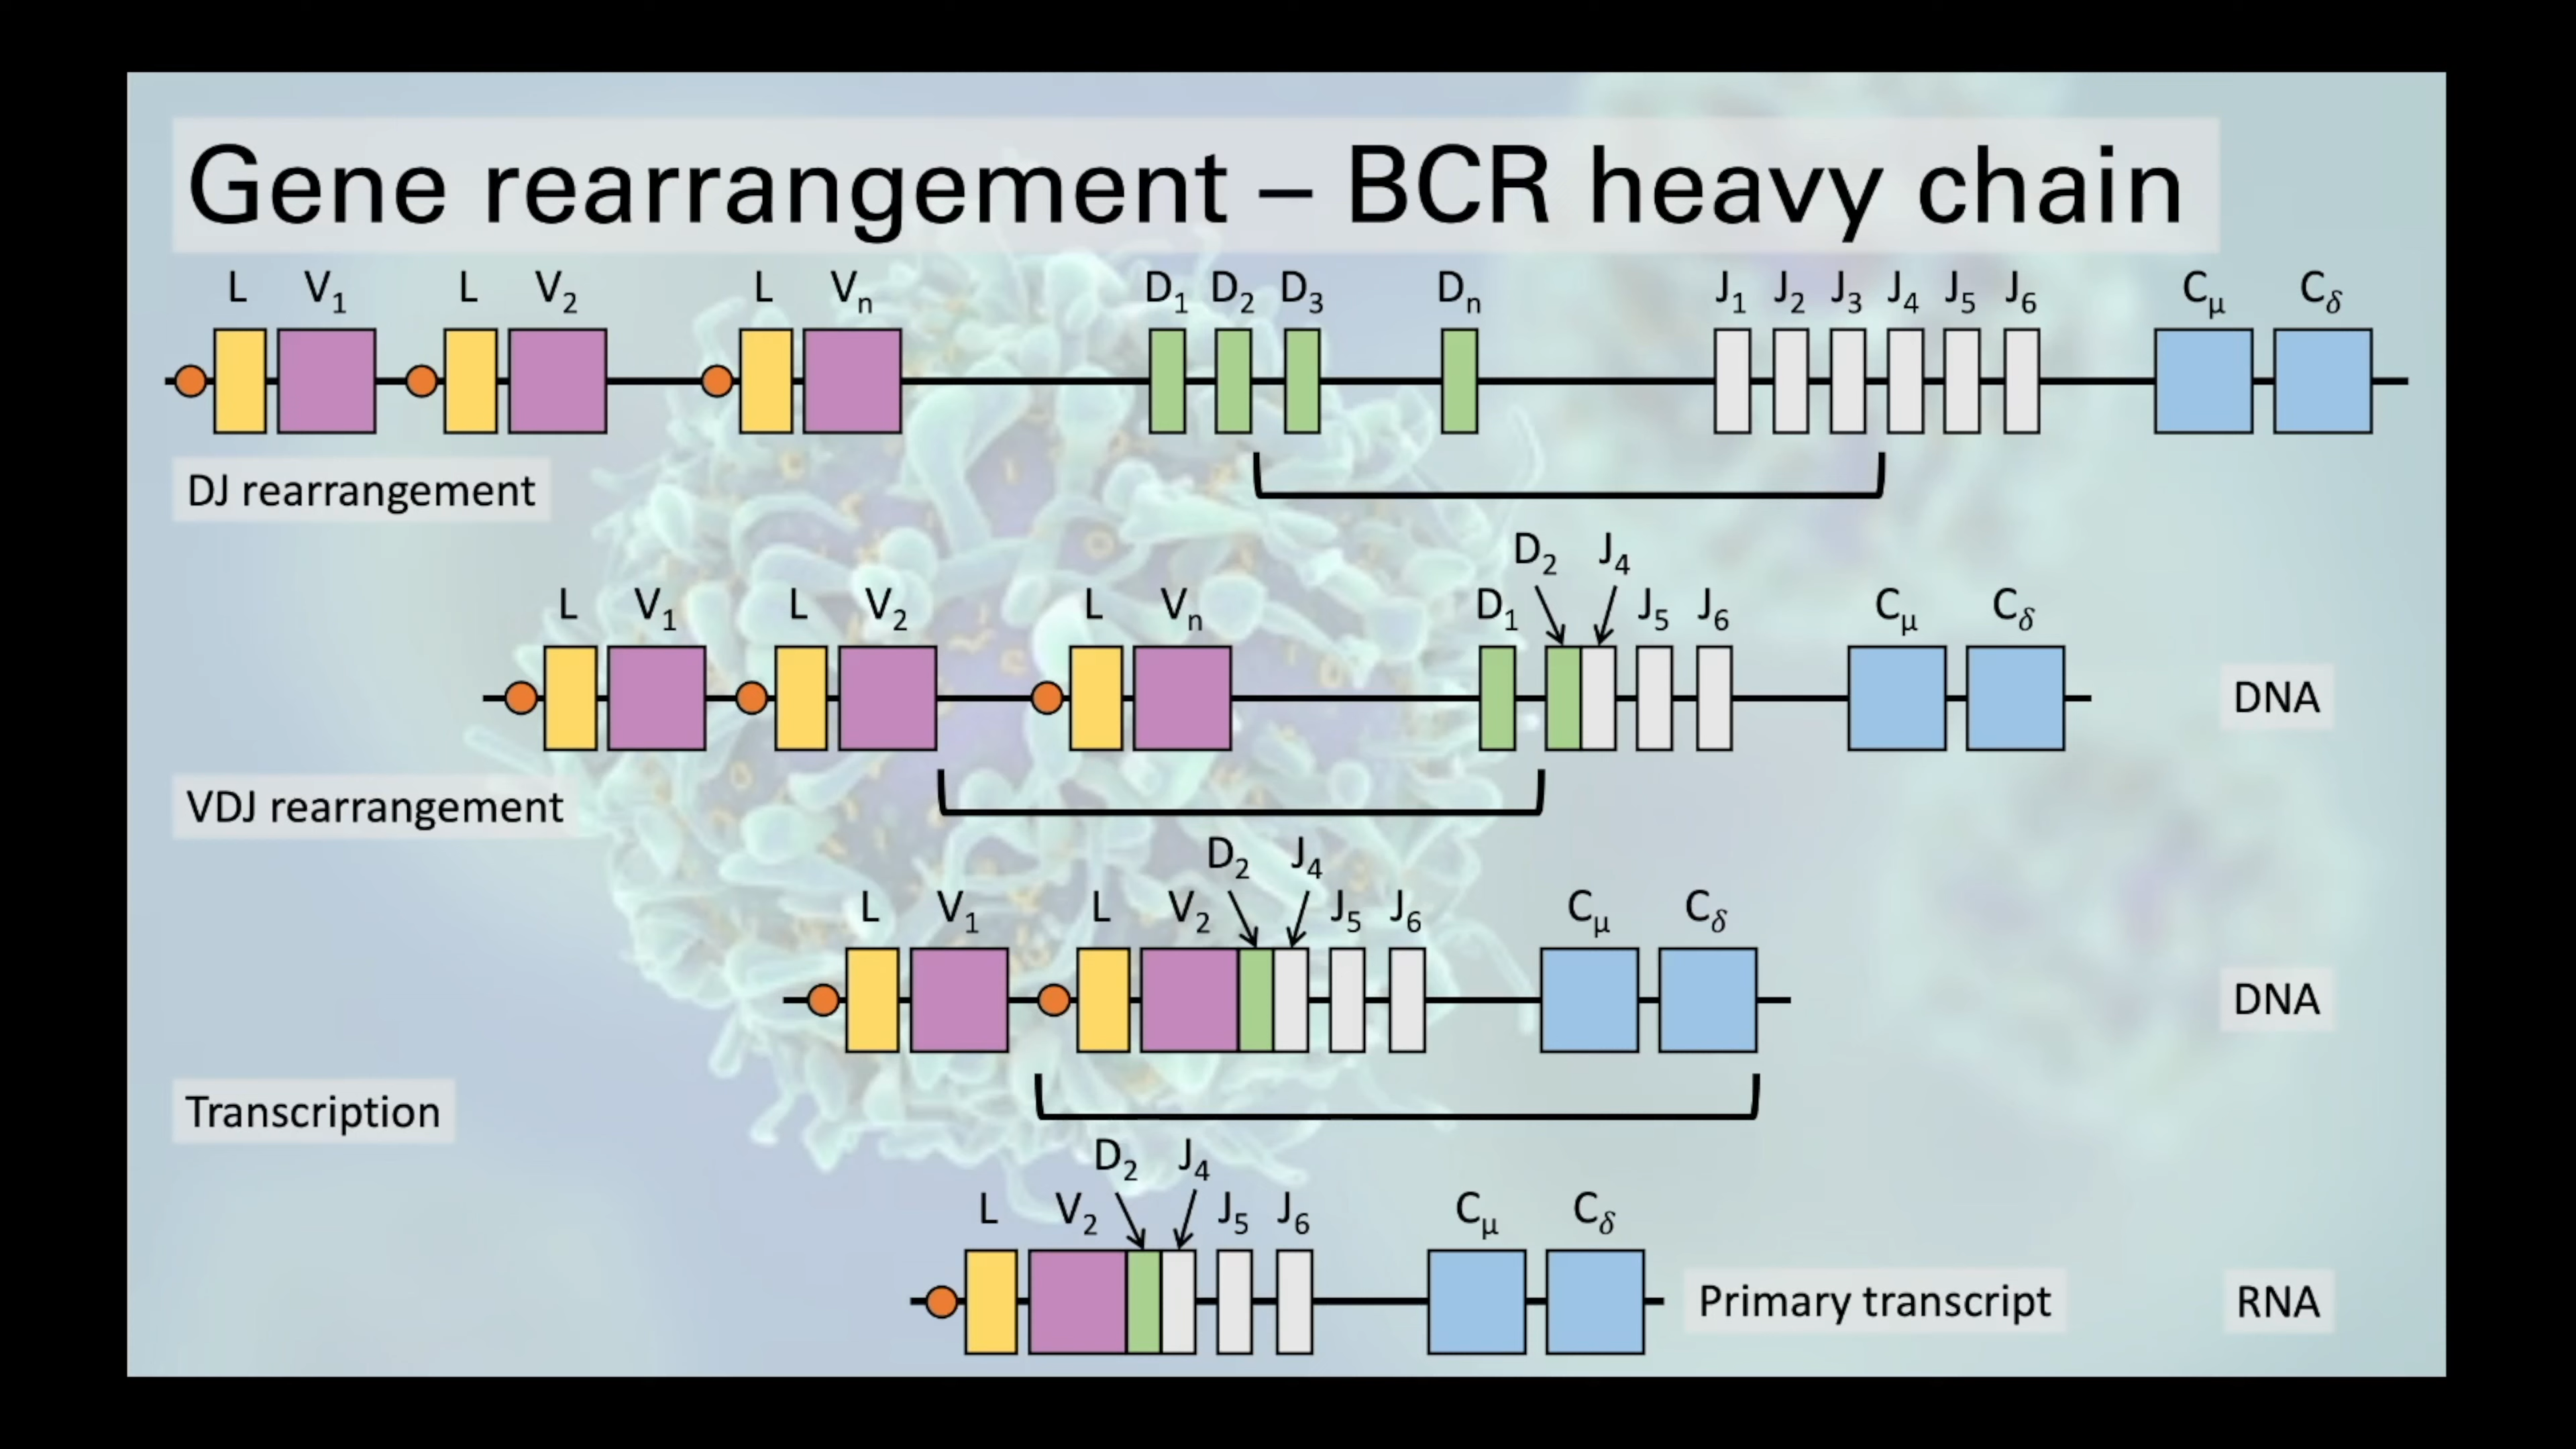 Gene rearrangement – BCR heavy chain
L V₁ L V₂ L Vₙ D₁ D₂ D₃ Dₙ J₁ J₂ J₃ J₄ J₅ J₆ Cμ Cδ
DJ rearrangement
D₂ J₄
L V₁ L V₂ L Vₙ D₁ J₅ J₆ Cμ Cδ
DNA
VDJ rearrangement
D₂ J₄
L V₁ L V₂ J₅ J₆ Cμ Cδ
DNA
Transcription
D₂ J₄
L V₂ J₅ J₆ Cμ Cδ
Primary transcript RNA